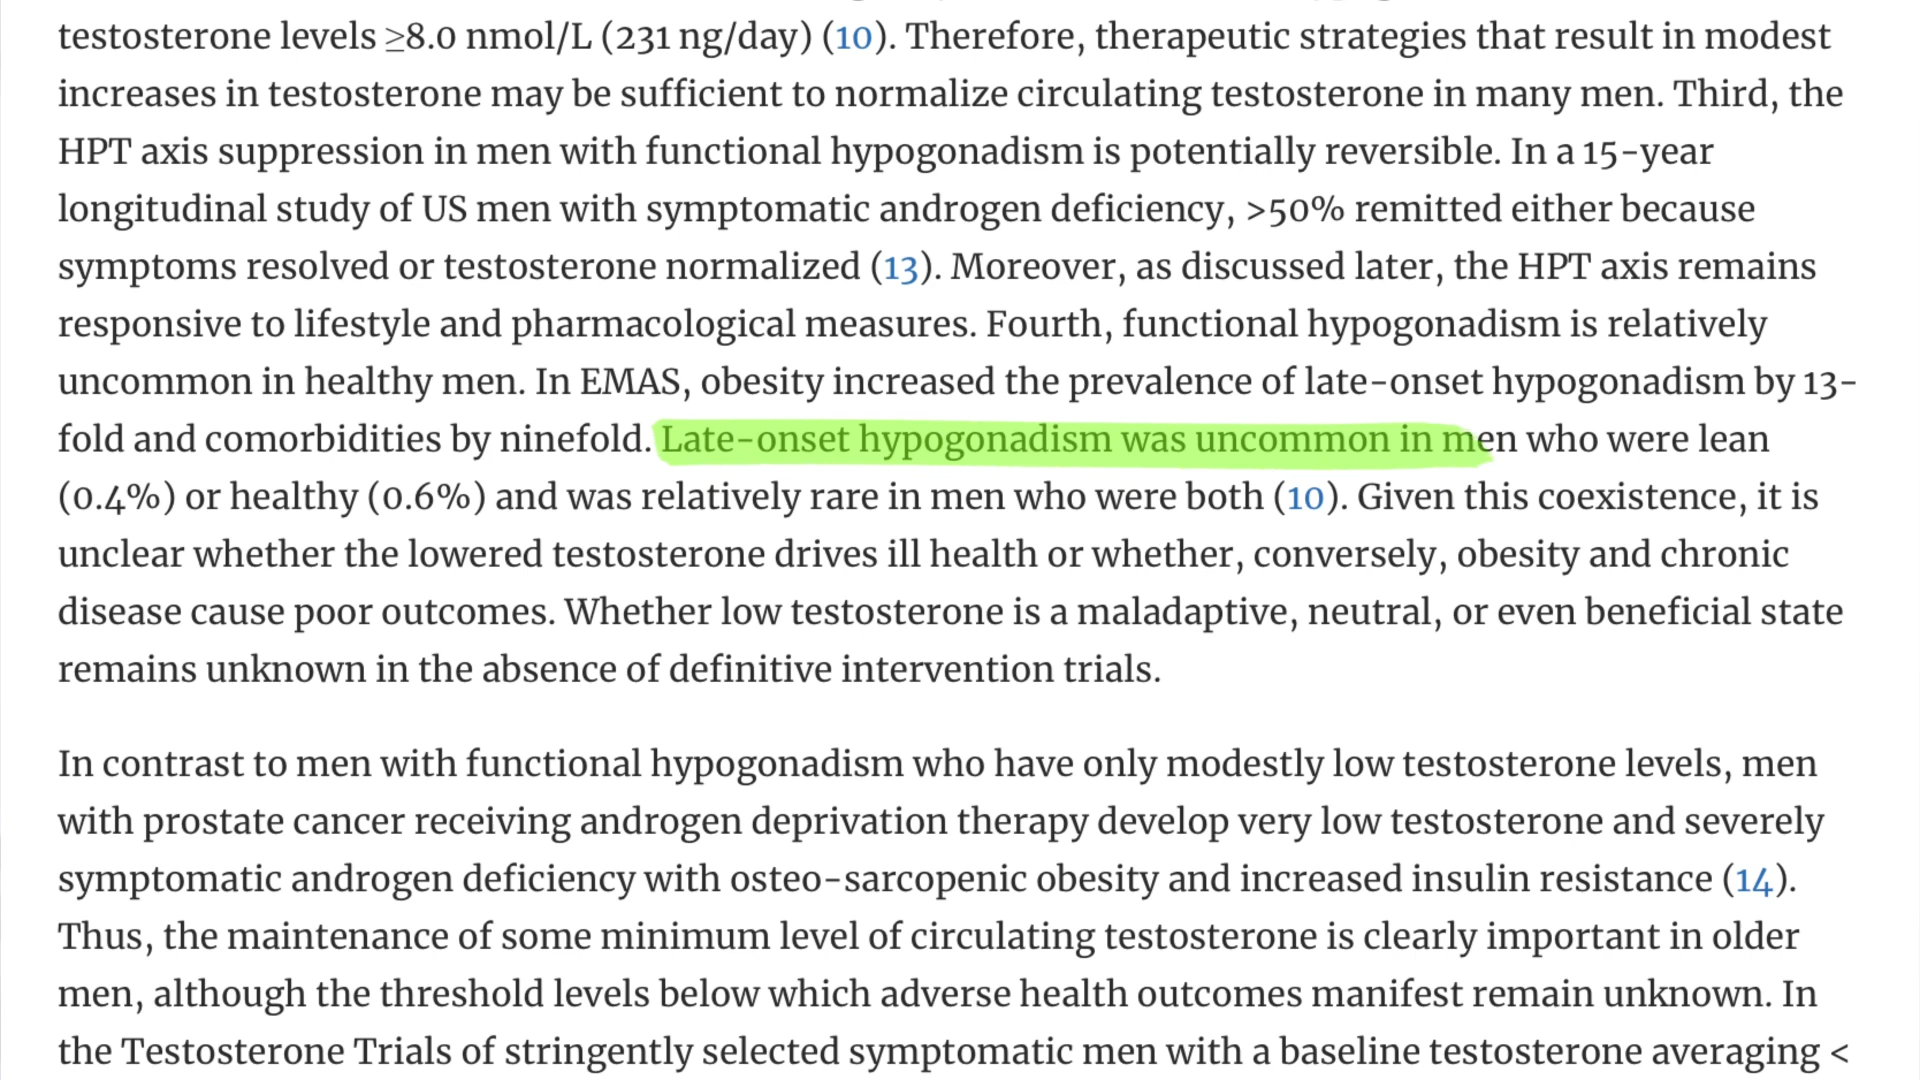 testosterone levels ≥8.0 nmol/L (231 ng/day) (10). Therefore, therapeutic strategies that result in modest
increases in testosterone may be sufficient to normalize circulating testosterone in many men. Third, the
HPT axis suppression in men with functional hypogonadism is potentially reversible. In a 15-year
longitudinal study of US men with symptomatic androgen deficiency, >50% remitted either because
symptoms resolved or testosterone normalized (13). Moreover, as discussed later, the HPT axis remains
responsive to lifestyle and pharmacological measures. Fourth, functional hypogonadism is relatively
uncommon in healthy men. In EMAS, obesity increased the prevalence of late-onset hypogonadism by 13-
fold and comorbidities by ninefold. Late-onset hypogonadism was uncommon in men who were lean
(0.4%) or healthy (0.6%) and was relatively rare in men who were both (10). Given this coexistence, it is
unclear whether the lowered testosterone drives ill health or whether, conversely, obesity and chronic
disease cause poor outcomes. Whether low testosterone is a maladaptive, neutral, or even beneficial state
remains unknown in the absence of definitive intervention trials.
In contrast to men with functional hypogonadism who have only modestly low testosterone levels, men
with prostate cancer receiving androgen deprivation therapy develop very low testosterone and severely
symptomatic androgen deficiency with osteo-sarcopenic obesity and increased insulin resistance (14).
Thus, the maintenance of some minimum level of circulating testosterone is clearly important in older
men, although the threshold levels below which adverse health outcomes manifest remain unknown. In
the Testosterone Trials of stringently selected symptomatic men with a baseline testosterone averaging <